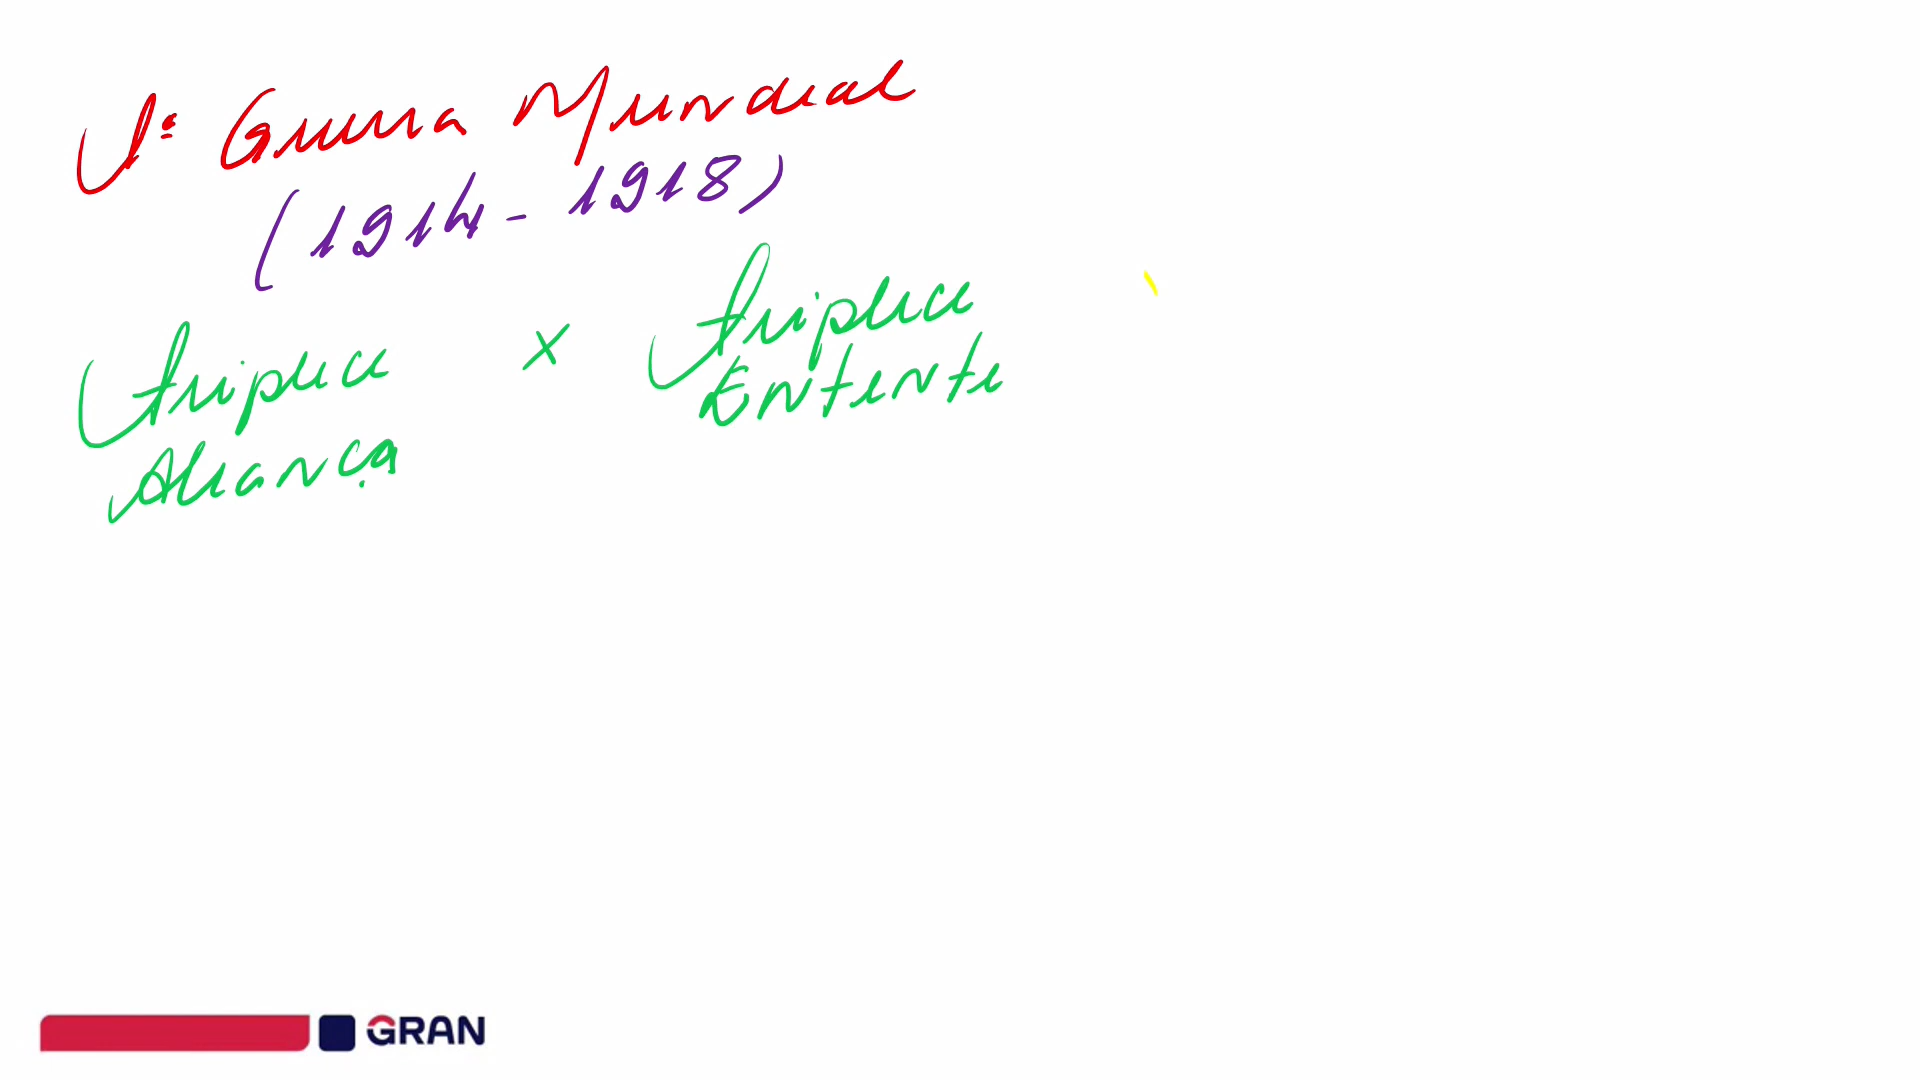 1ª Guerra Mundial
(1914 - 1918)
Tríplice Aliança x Tríplice Entente
GRAN